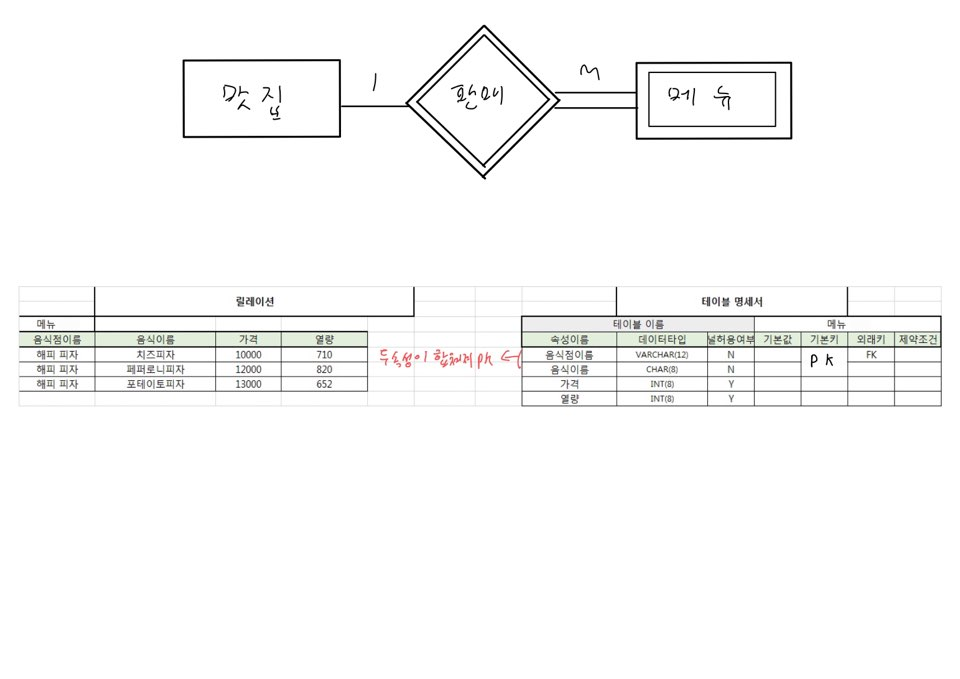 맛집 1 판매 M 메뉴
릴레이션
메뉴
음식점이름 음식이름 가격 열량
해피 피자 치즈피자 10000 710
해피 피자 페퍼로니피자 12000 820
해피 피자 포테이토피자 13000 652
두 속성이 합쳐져 PK ←
테이블 명세서
테이블 이름 메뉴
속성이름 데이터타입 널허용여부 기본값 기본키 외래키 제약조건
음식점이름 VARCHAR(12) N PK FK
음식이름 CHAR(8) N
가격 INT(8) Y
열량 INT(8) Y